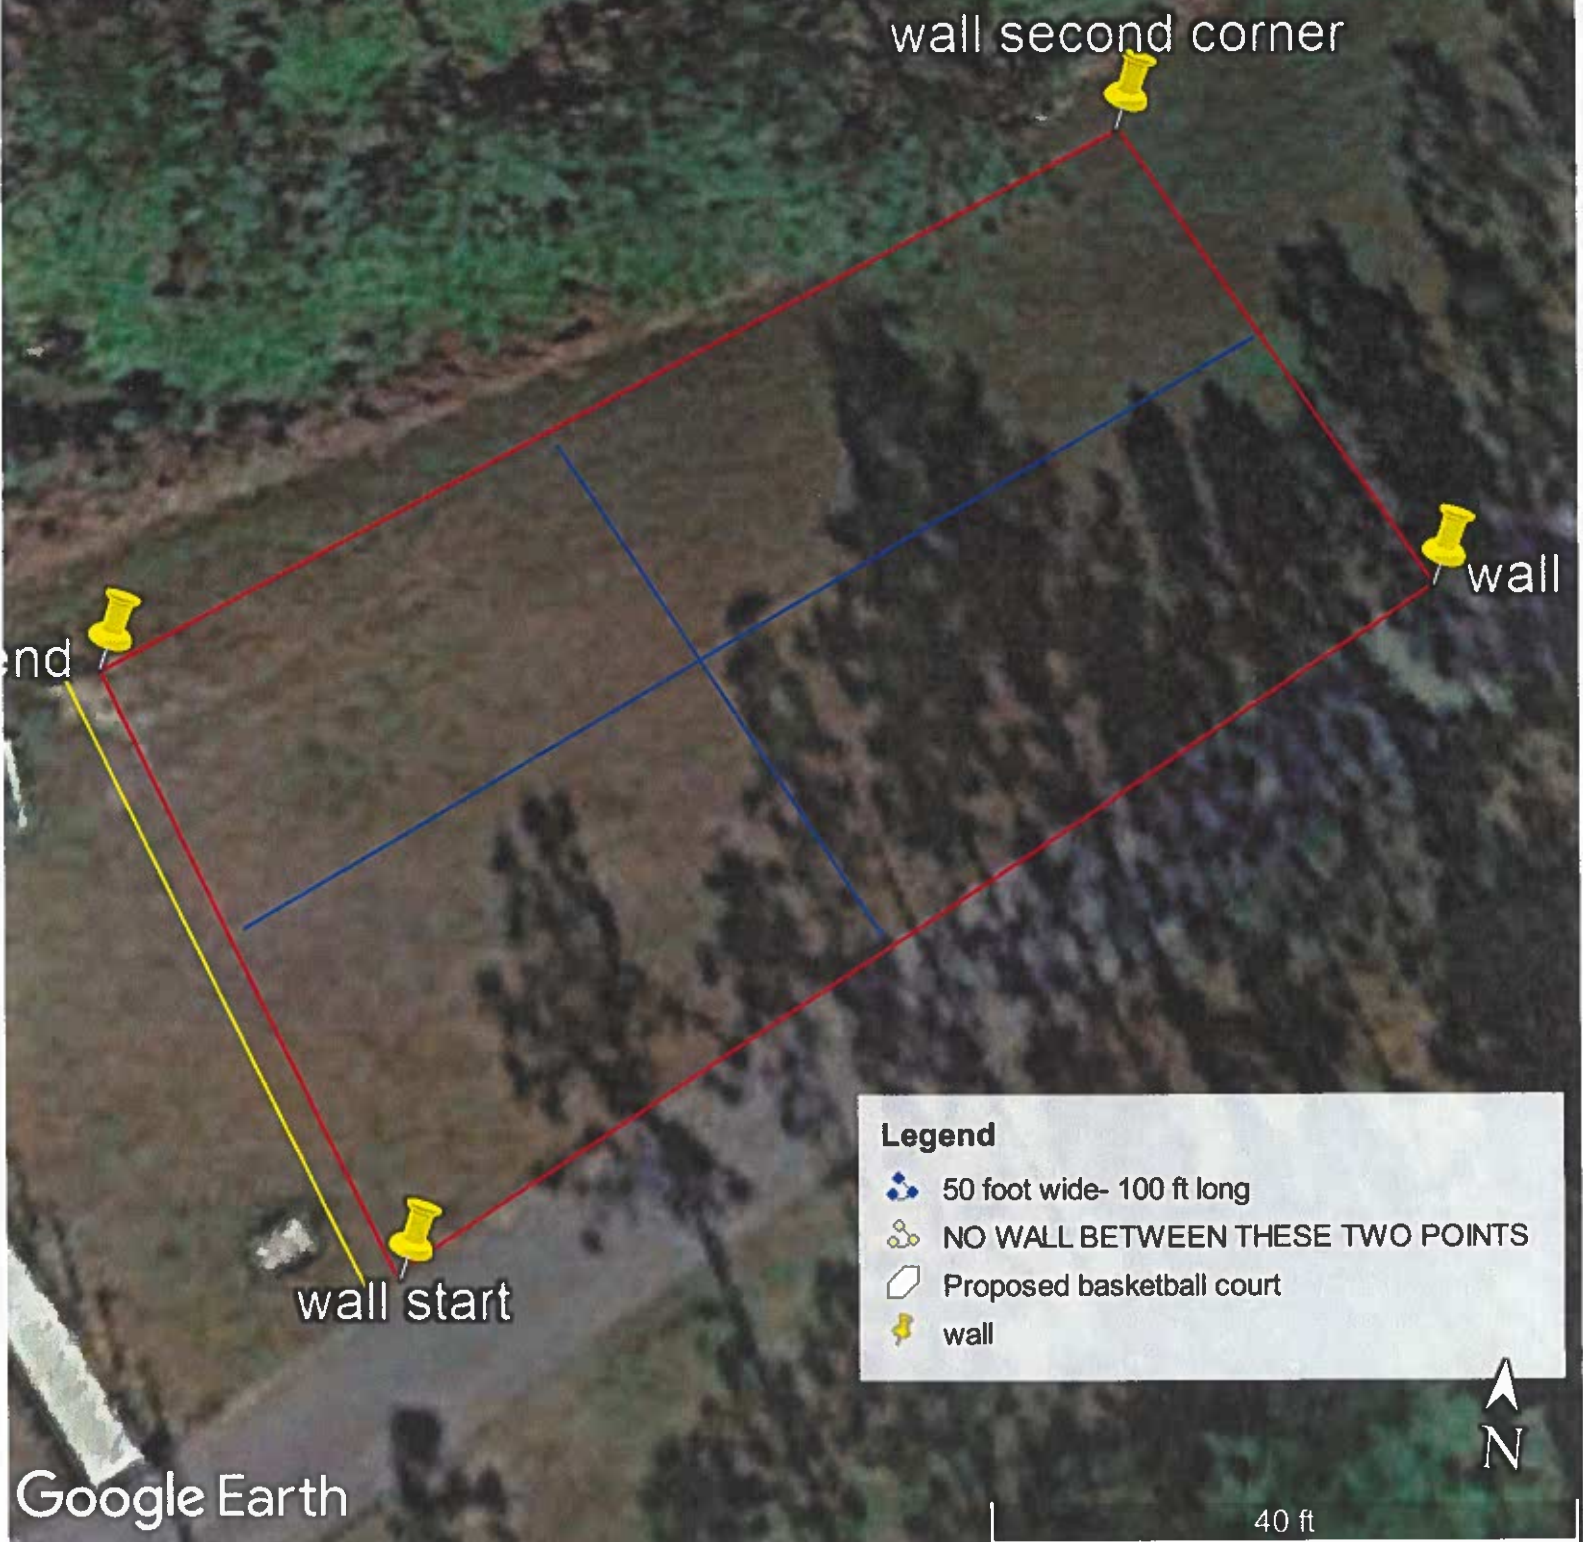 wall second corner
wall
end
wall start
Legend
50 foot wide- 100 ft long
NO WALL BETWEEN THESE TWO POINTS
Proposed basketball court
wall
N
Google Earth
40 ft